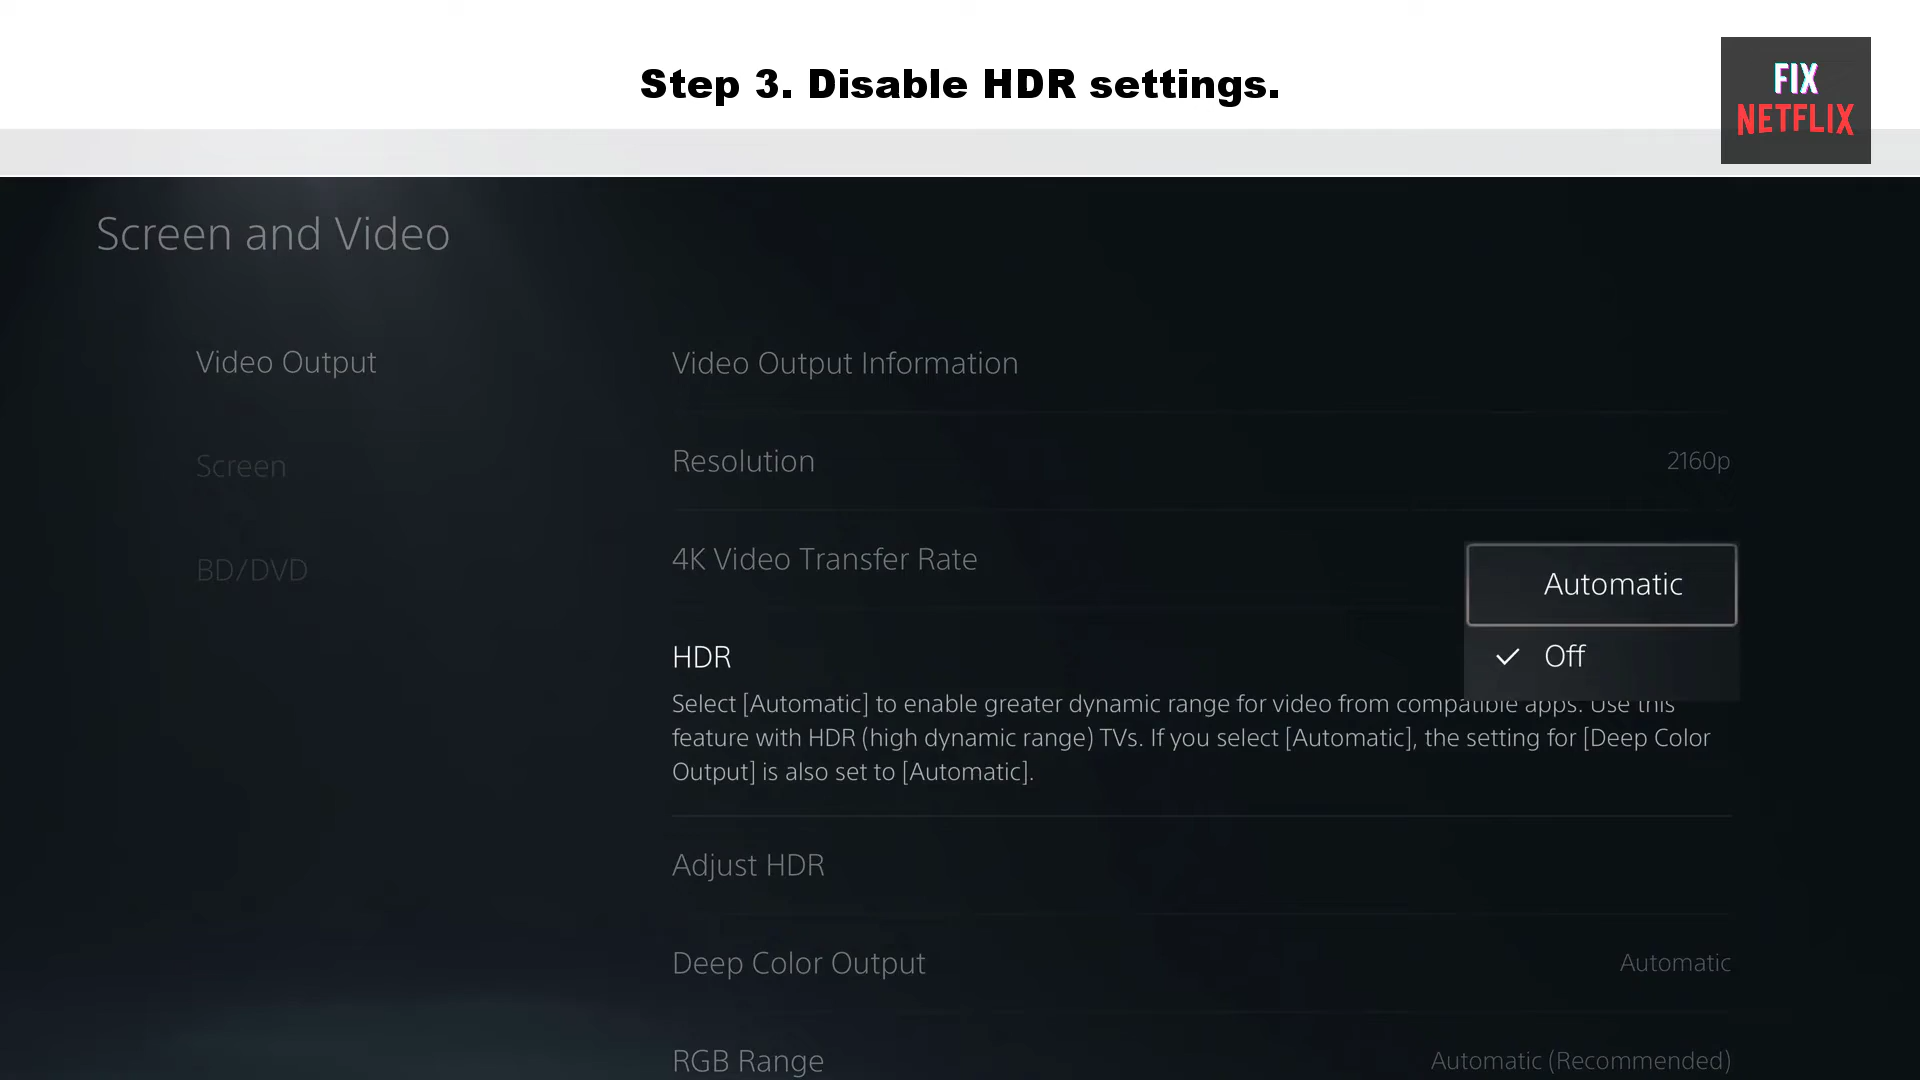 Step 3. Disable HDR settings.
FIX
NETFLIX
Screen and Video
Video Output
Screen
BD/DVD
Video Output Information
Resolution 2160p
4K Video Transfer Rate
Automatic
Off
HDR
Select [Automatic] to enable greater dynamic range for video from compatible apps. Use this
feature with HDR (high dynamic range) TVs. If you select [Automatic], the setting for [Deep Color
Output] is also set to [Automatic].
Adjust HDR
Deep Color Output Automatic
RGB Range Automatic (Recommended)